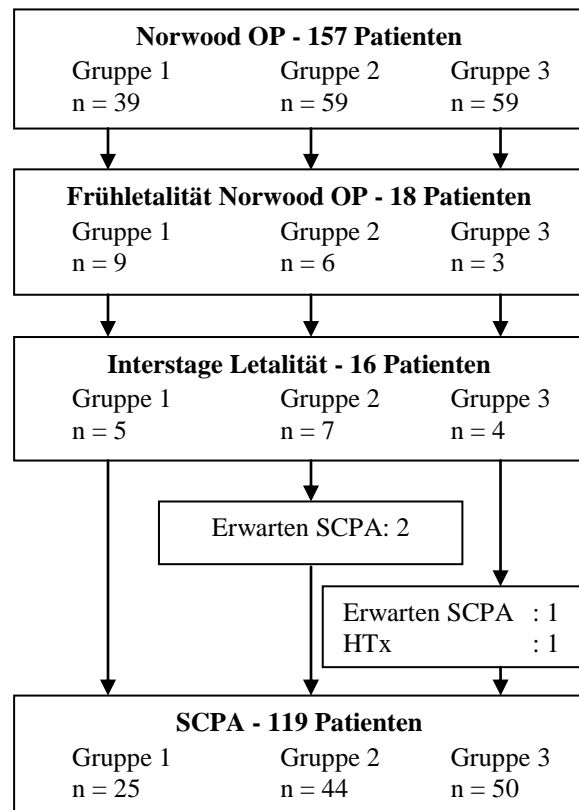 Norwood OP - 157 Patienten
Gruppe 1 Gruppe 2 Gruppe 3
n = 39 n = 59 n = 59
Frühletalität Norwood OP - 18 Patienten
Gruppe 1 Gruppe 2 Gruppe 3
n = 9 n = 6 n = 3
Interstage Letalität - 16 Patienten
Gruppe 1 Gruppe 2 Gruppe 3
n = 5 n = 7 n = 4
Erwarten SCPA: 2
Erwarten SCPA : 1
HTx : 1
SCPA - 119 Patienten
Gruppe 1 Gruppe 2 Gruppe 3
n = 25 n = 44 n = 50